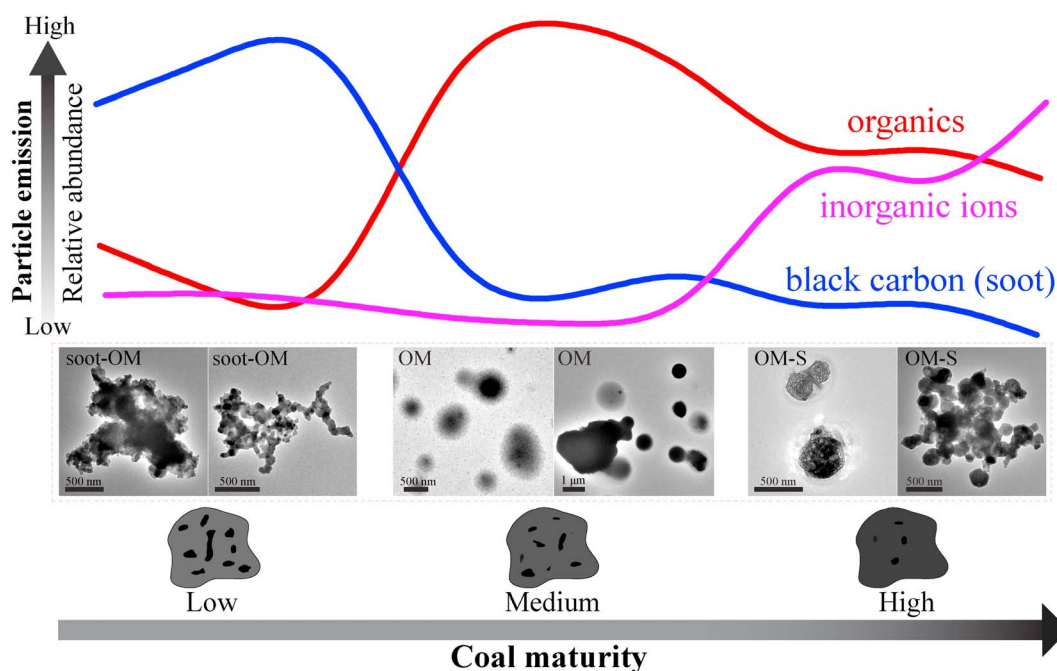 High
Particle emission
Relative abundance
Low
organics
inorganic ions
black carbon (soot)
soot-OM
soot-OM
OM
OM
OM-S
OM-S
500 nm
500 nm
500 nm
1 μm
500 nm
500 nm
Low
Medium
High
Coal maturity